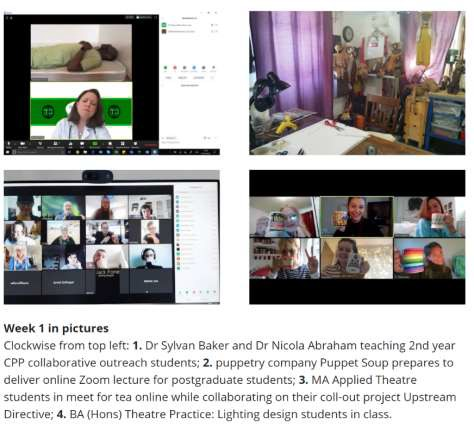 Jack Fone
Week 1 in pictures
Clockwise from top left: 1. Dr Sylvan Baker and Dr Nicola Abraham teaching 2nd year
CPP collaborative outreach students; 2. puppetry company Puppet Soup prepares to
deliver online Zoom lecture for postgraduate students; 3. MA Applied Theatre
students in meet for tea online while collaborating on their coll-out project Upstream
Directive; 4. BA (Hons) Theatre Practice: Lighting design students in class.